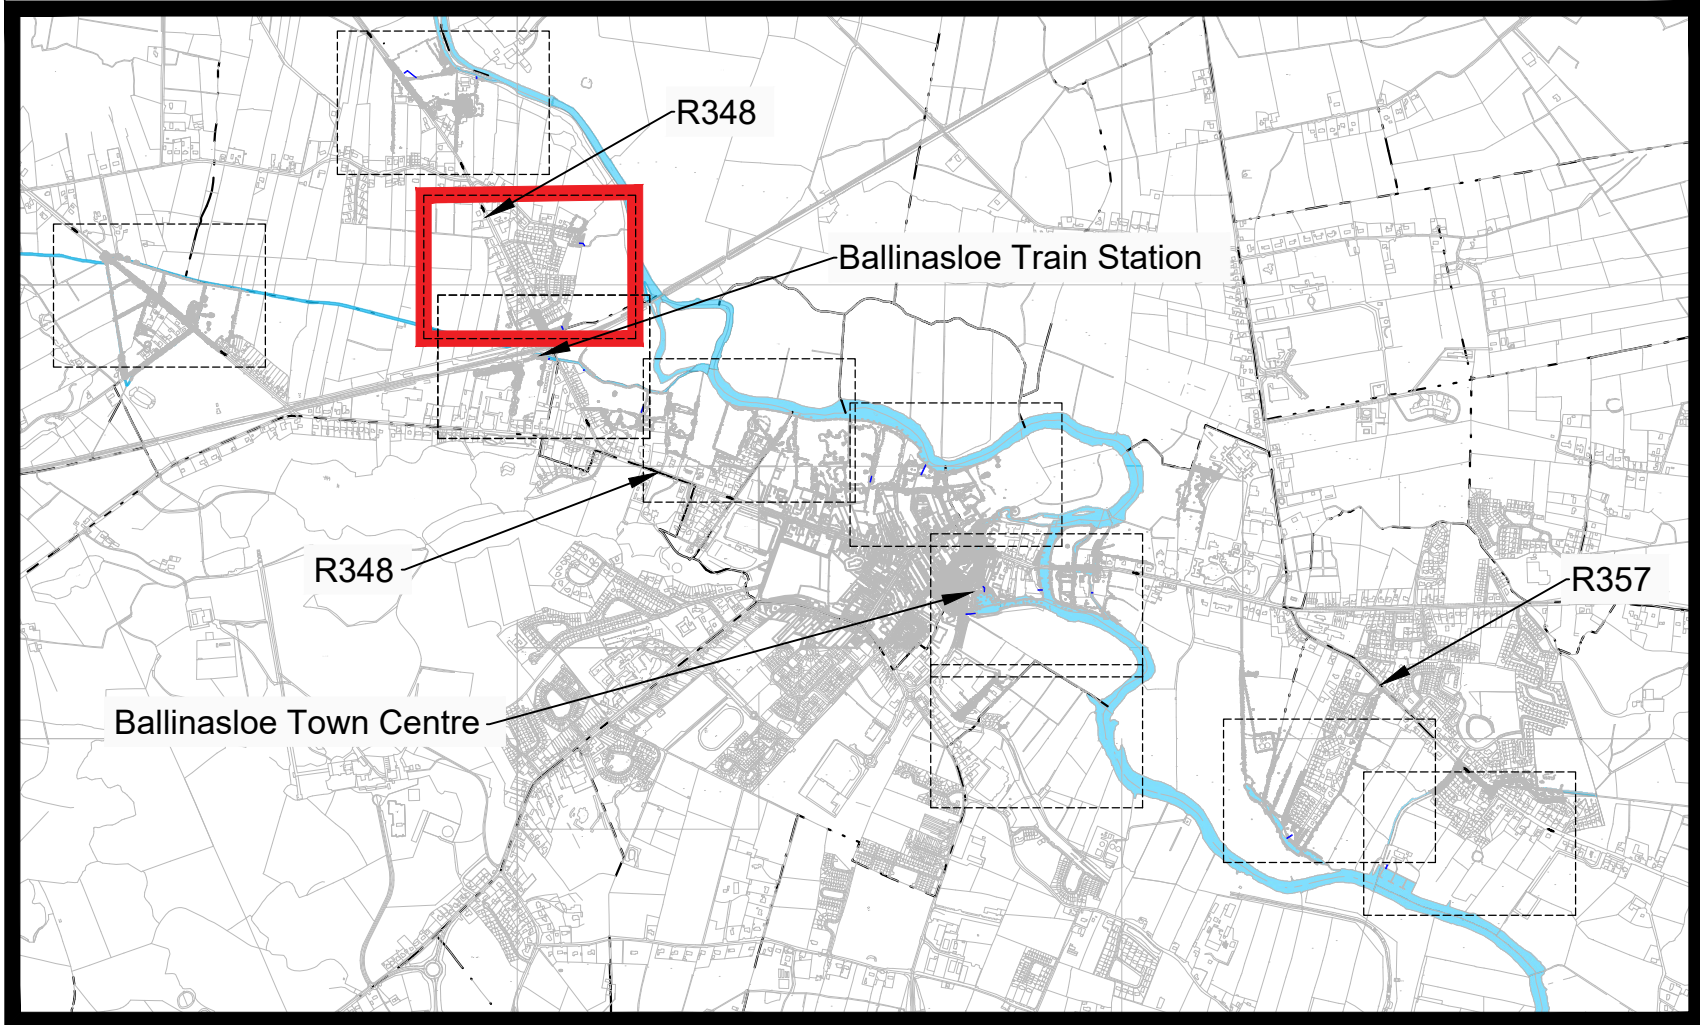 R348
Ballinasloe Train Station
R348
R357
Ballinasloe Town Centre